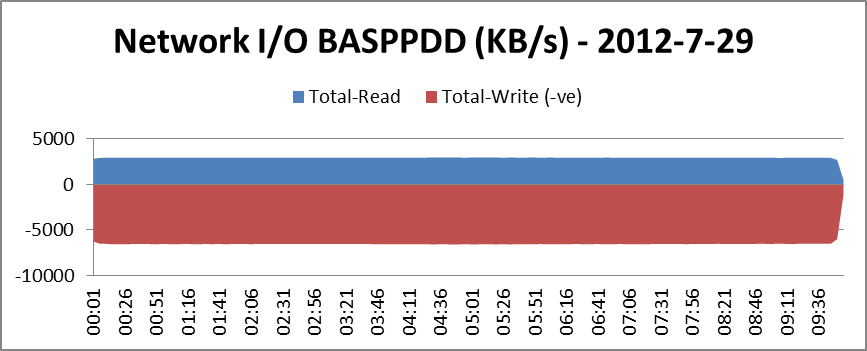 Network I/O BASPPDD (KB/s) - 2012-7-29
Total-Read Total-Write (-ve)
5000
0
-5000
-10000
00:01 00:26 00:51 01:16 01:41 02:06 02:31 02:56 03:21 03:46 04:11 04:36 05:01 05:26 05:51 06:16 06:41 07:06 07:31 07:56 08:21 08:46 09:11 09:36